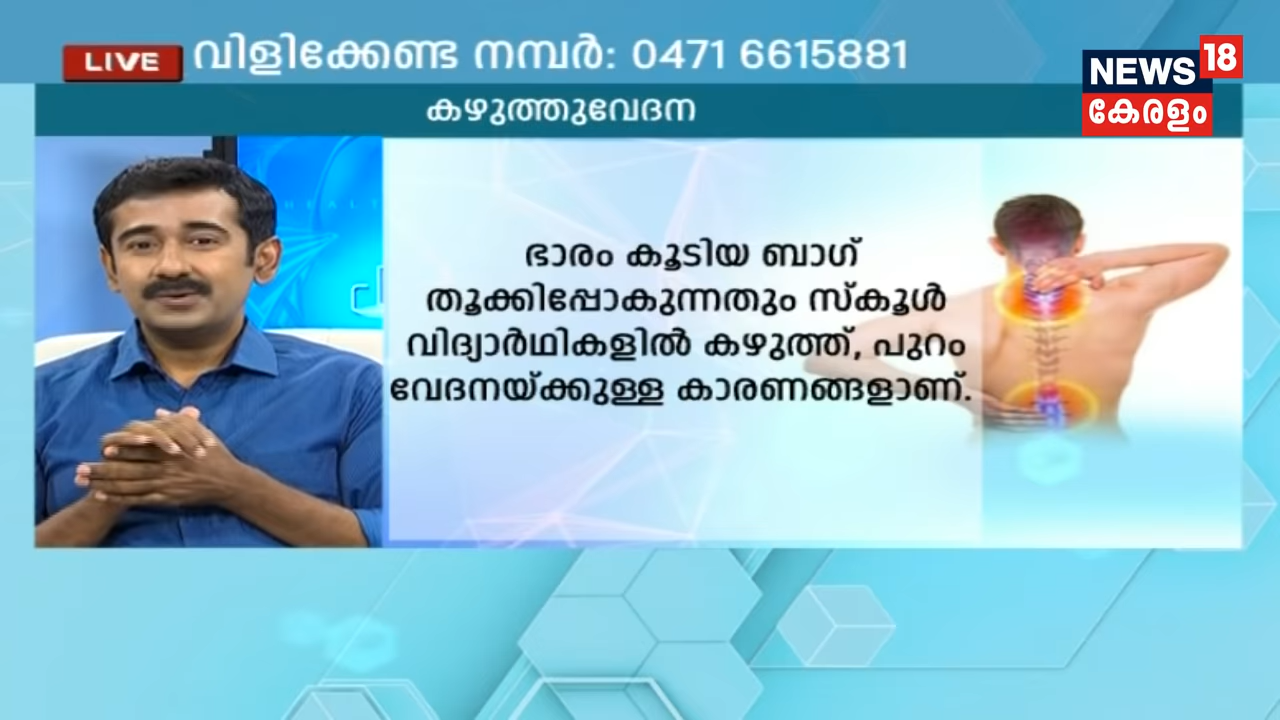 LIVE വിളിക്കേണ്ട നമ്പർ: 0471 6615881
NEWS 18
കേരളം
കഴുത്തുവേദന
ഭാരം കൂടിയ ബാഗ്
തൂക്കിപ്പോകുന്നതും സ്കൂൾ
വിദ്യാർഥികളിൽ കഴുത്ത്, പുറം
വേദനയ്ക്കുള്ള കാരണങ്ങളാണ്.